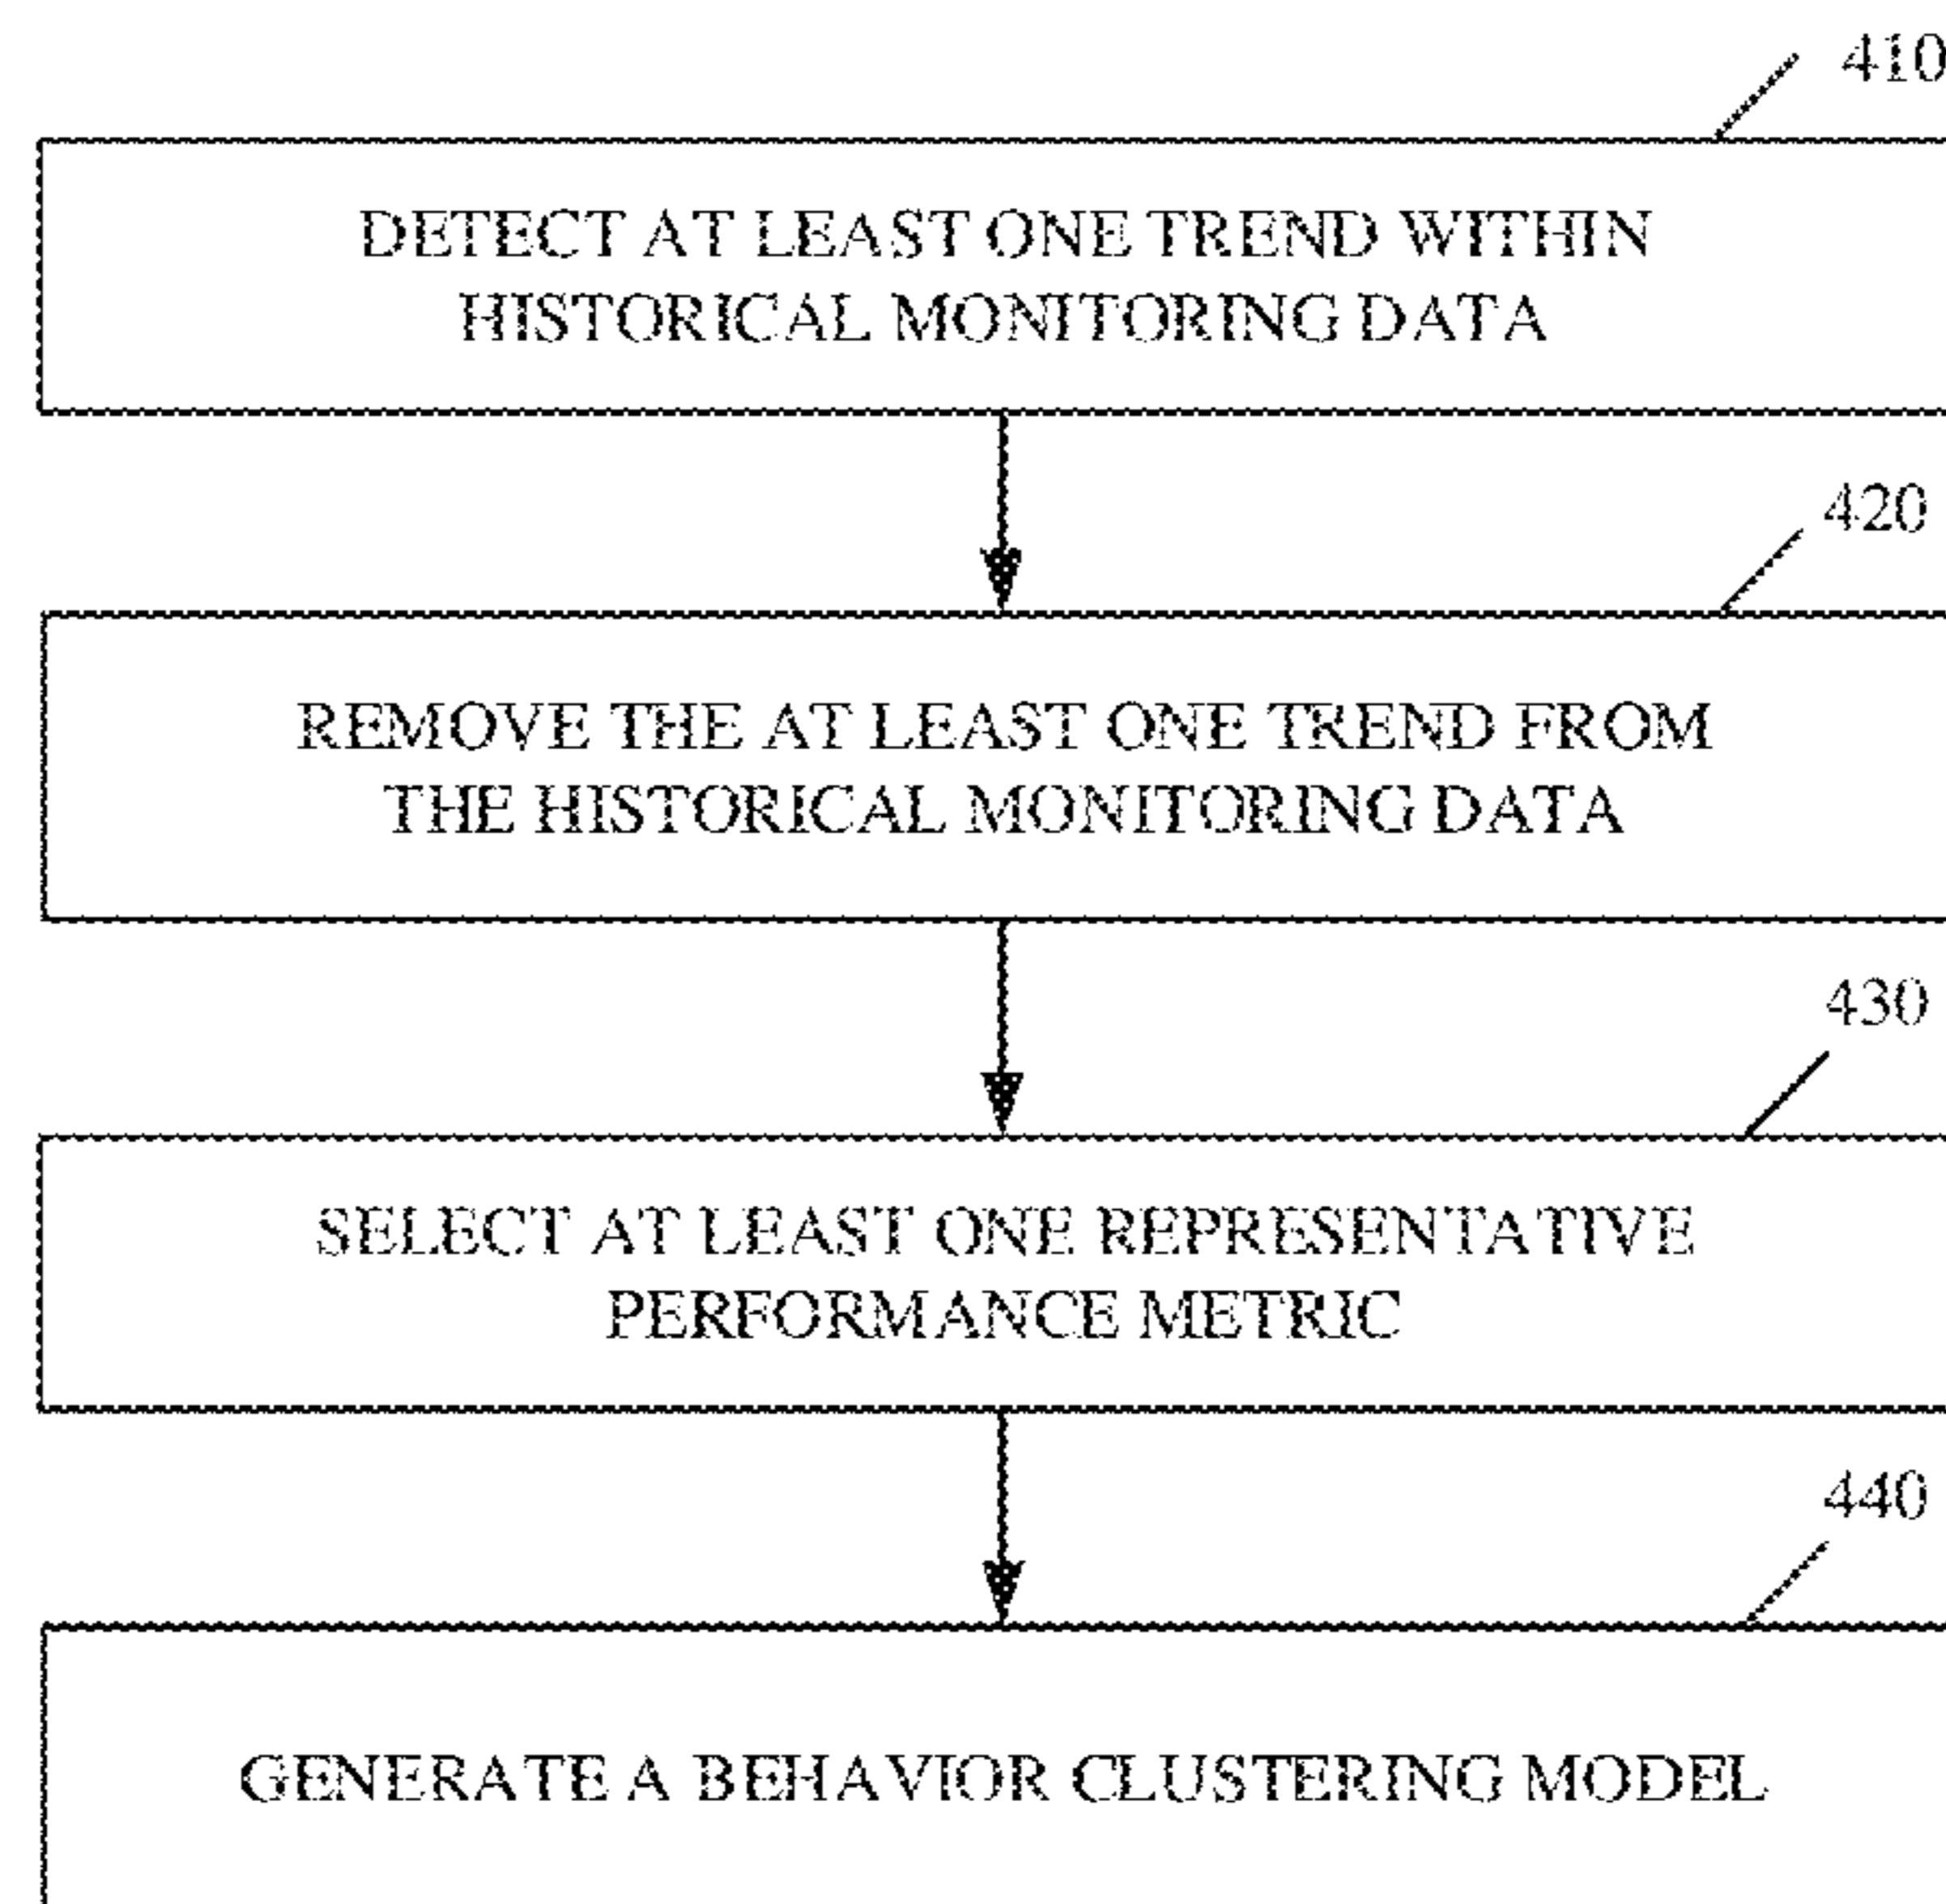 410
DETECT AT LEAST ONE TREND WITHIN
HISTORICAL MONITORING DATA
420
REMOVE THE AT LEAST ONE TREND FROM
THE HISTORICAL MONITORING DATA
430
SELECT AT LEAST ONE REPRESENTATIVE
PERFORMANCE METRIC
440
GENERATE A BEHAVIOR CLUSTERING MODEL